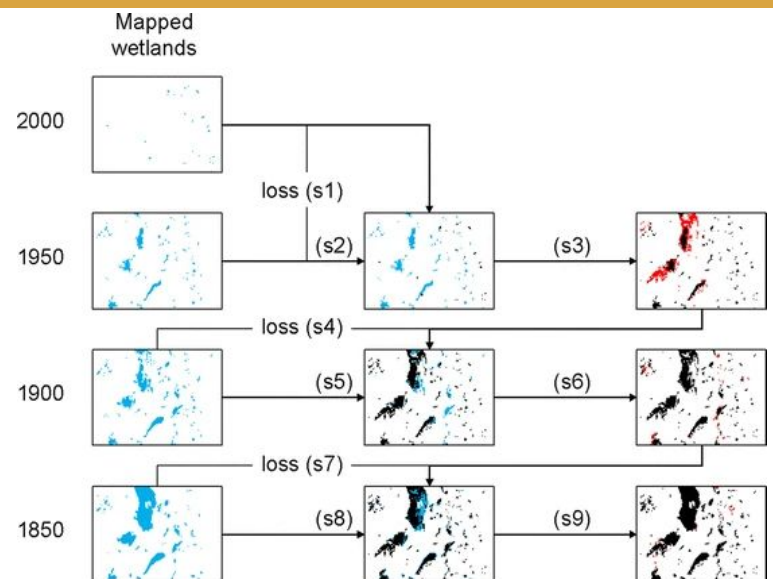 Mapped
wetlands
2000
loss (s1)
1950
(s2)
(s3)
loss (s4)
1900
(s5)
(s6)
loss (s7)
1850
(s8)
(s9)